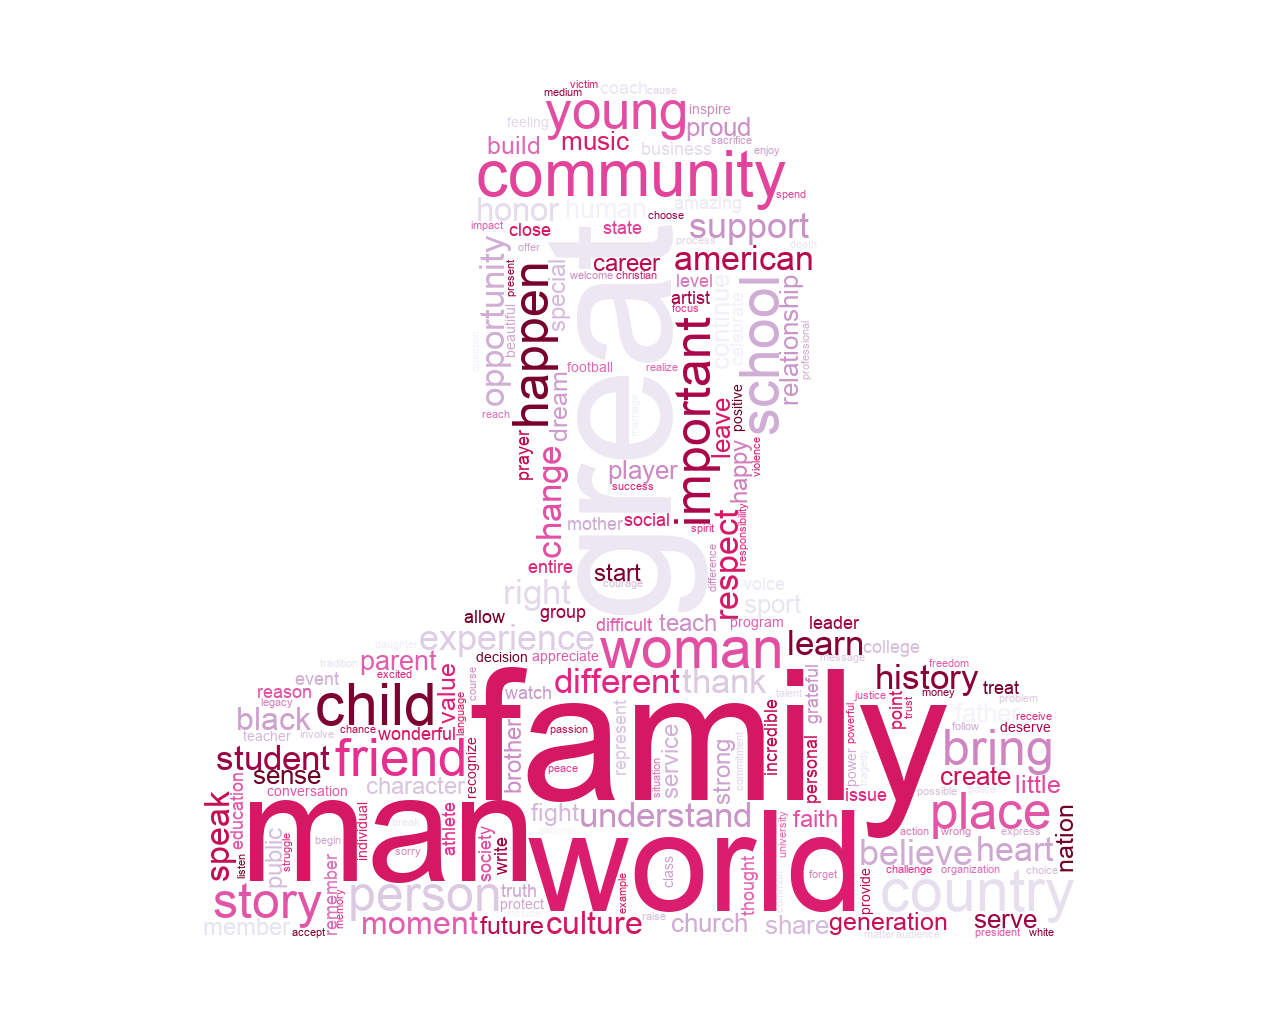 victim
medium
coach
cause
young
inspire
feeling
proud
build
music
business
sacrifice
enjoy
community
spend
honor
human
amazing
choose
support
impact
close
state
offer
process
death
career
american
welcome
christian
level
artist
focus
opportunity
present
happen
special
great
important
continue
celebrate
school
relationship
professional
question
beautiful
football
realize
marriage
dream
reach
leave
positive
prayer
change
player
success
happy
violence
mother
social
spirit
responsibility
respect
difference
entire
start
courage
right
voice
sport
allow
group
difficult
teach
program
leader
daughter
experience
woman
learn
college
tradition
parent
decision
appreciate
message
freedom
excited
event
value
course
different
thank
history
treat
reason
legacy
child
language
watch
talent
grateful
justice
point
trust
money
father
problem
receive
black
teacher
involve
chance
wonderful
family
brother
passion
represent
service
strong
commitment
incredible
personal
powerful
power
tragedy
follow
deserve
bring
student
friend
recognize
peace
situation
sense
conversation
character
issue
possible
police
create
little
speak
education
man
individual
break
athlete
society
write
fight
understand
world
university
faith
place
action
wrong
express
nation
public
struggle
begin
sorry
listen
believe
heart
class
thought
forget
provide
challenge
organization
choice
story
remember
memory
person
truth
protect
example
country
member
accept
moment
future
culture
raise
church
share
generation
matter
audience
serve
president
white